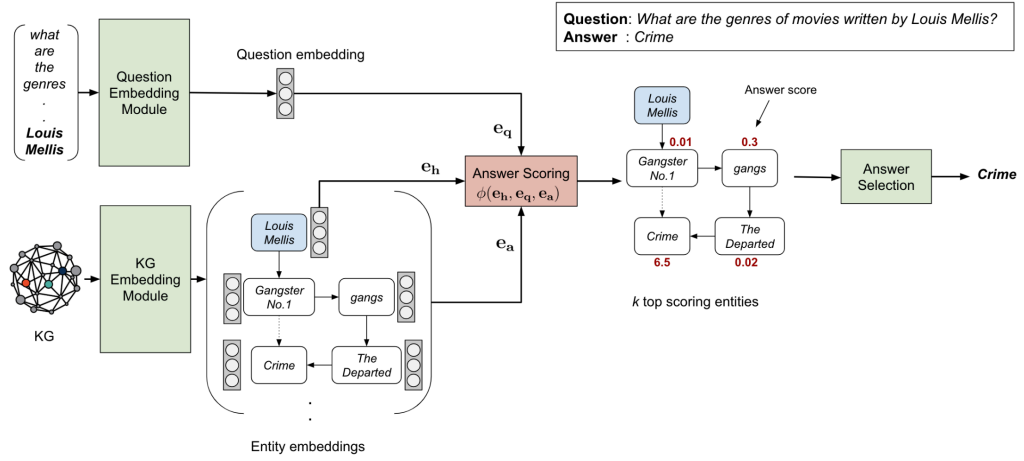 Question: What are the genres of movies written by Louis Mellis?
Answer : Crime
what
are
the
genres
.
.
Louis
Mellis
Question
Embedding
Module
Question embedding
e_q
KG
KG
Embedding
Module
Louis
Mellis
Gangster
No.1
gangs
Crime
The
Departed
.
.
Entity embeddings
e_h
e_a
Answer Scoring
ϕ(e_h, e_q, e_a)
Answer score
Louis
Mellis
0.01
0.3
Gangster
No.1
gangs
Crime
The
Departed
6.5
0.02
k top scoring entities
Answer
Selection
Crime